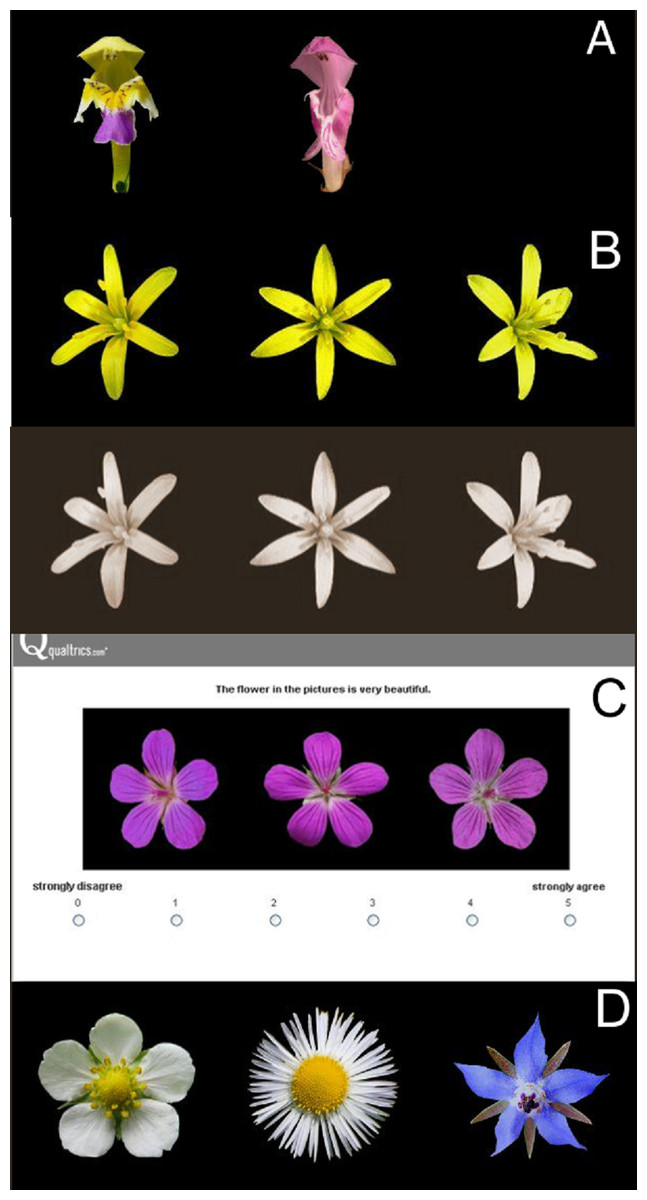 A
B
Qqualtrics.com®
The flower in the pictures is very beautiful.
C
strongly disagree strongly agree
0 1 2 3 4 5
D